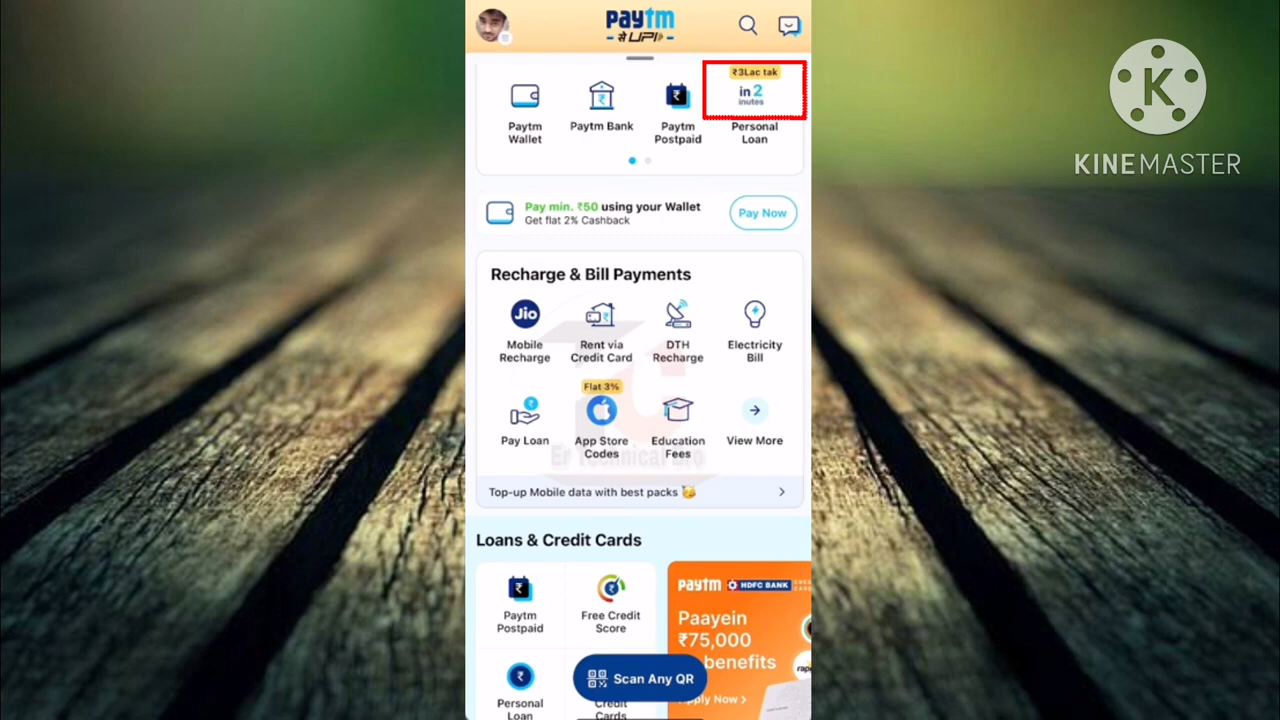 paytm
से UPI
₹3Lac tak
in 2
inutes
Paytm
Wallet
Paytm Bank
Paytm
Postpaid
Personal
Loan
Pay min. ₹50 using your Wallet
Get flat 2% Cashback
Pay Now
Recharge & Bill Payments
Jio
Mobile
Recharge
Rent via
Credit Card
DTH
Recharge
Electricity
Bill
Flat 3%
Pay Loan
App Store
Codes
Education
Fees
View More
Er Technical Bro
Top-up Mobile data with best packs 🥳
Loans & Credit Cards
Paytm
Postpaid
Free Credit
Score
Personal
Loan
Credit
Cards
paytm HDFC BANK
Paayein
₹75,000
benefits
Apply Now >
Scan Any QR
K
KINEMASTER